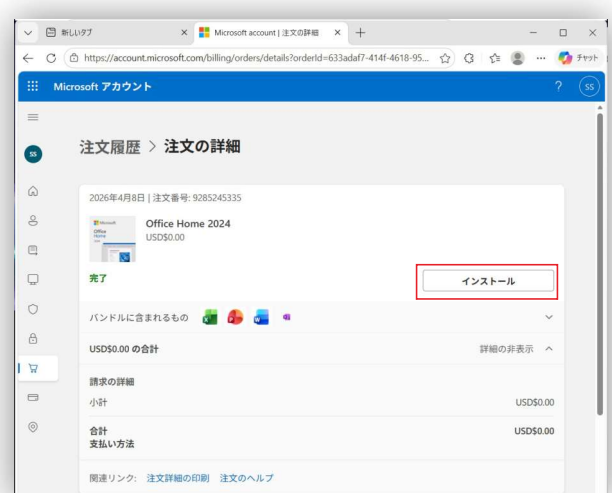 新しいタブ
Microsoft account | 注文の詳細
https://account.microsoft.com/billing/orders/details?orderId=633adaf7-414f-4618-95...
チャット
Microsoft アカウント
?
SS
SS
注文履歴 > 注文の詳細
2026年4月8日 | 注文番号: 9285245335
Microsoft
Office
Home
Office Home 2024
USD$0.00
完了
インストール
バンドルに含まれるもの
USD$0.00 の合計
詳細の非表示
請求の詳細
小計
USD$0.00
合計
USD$0.00
支払い方法
関連リンク: 注文詳細の印刷 注文のヘルプ